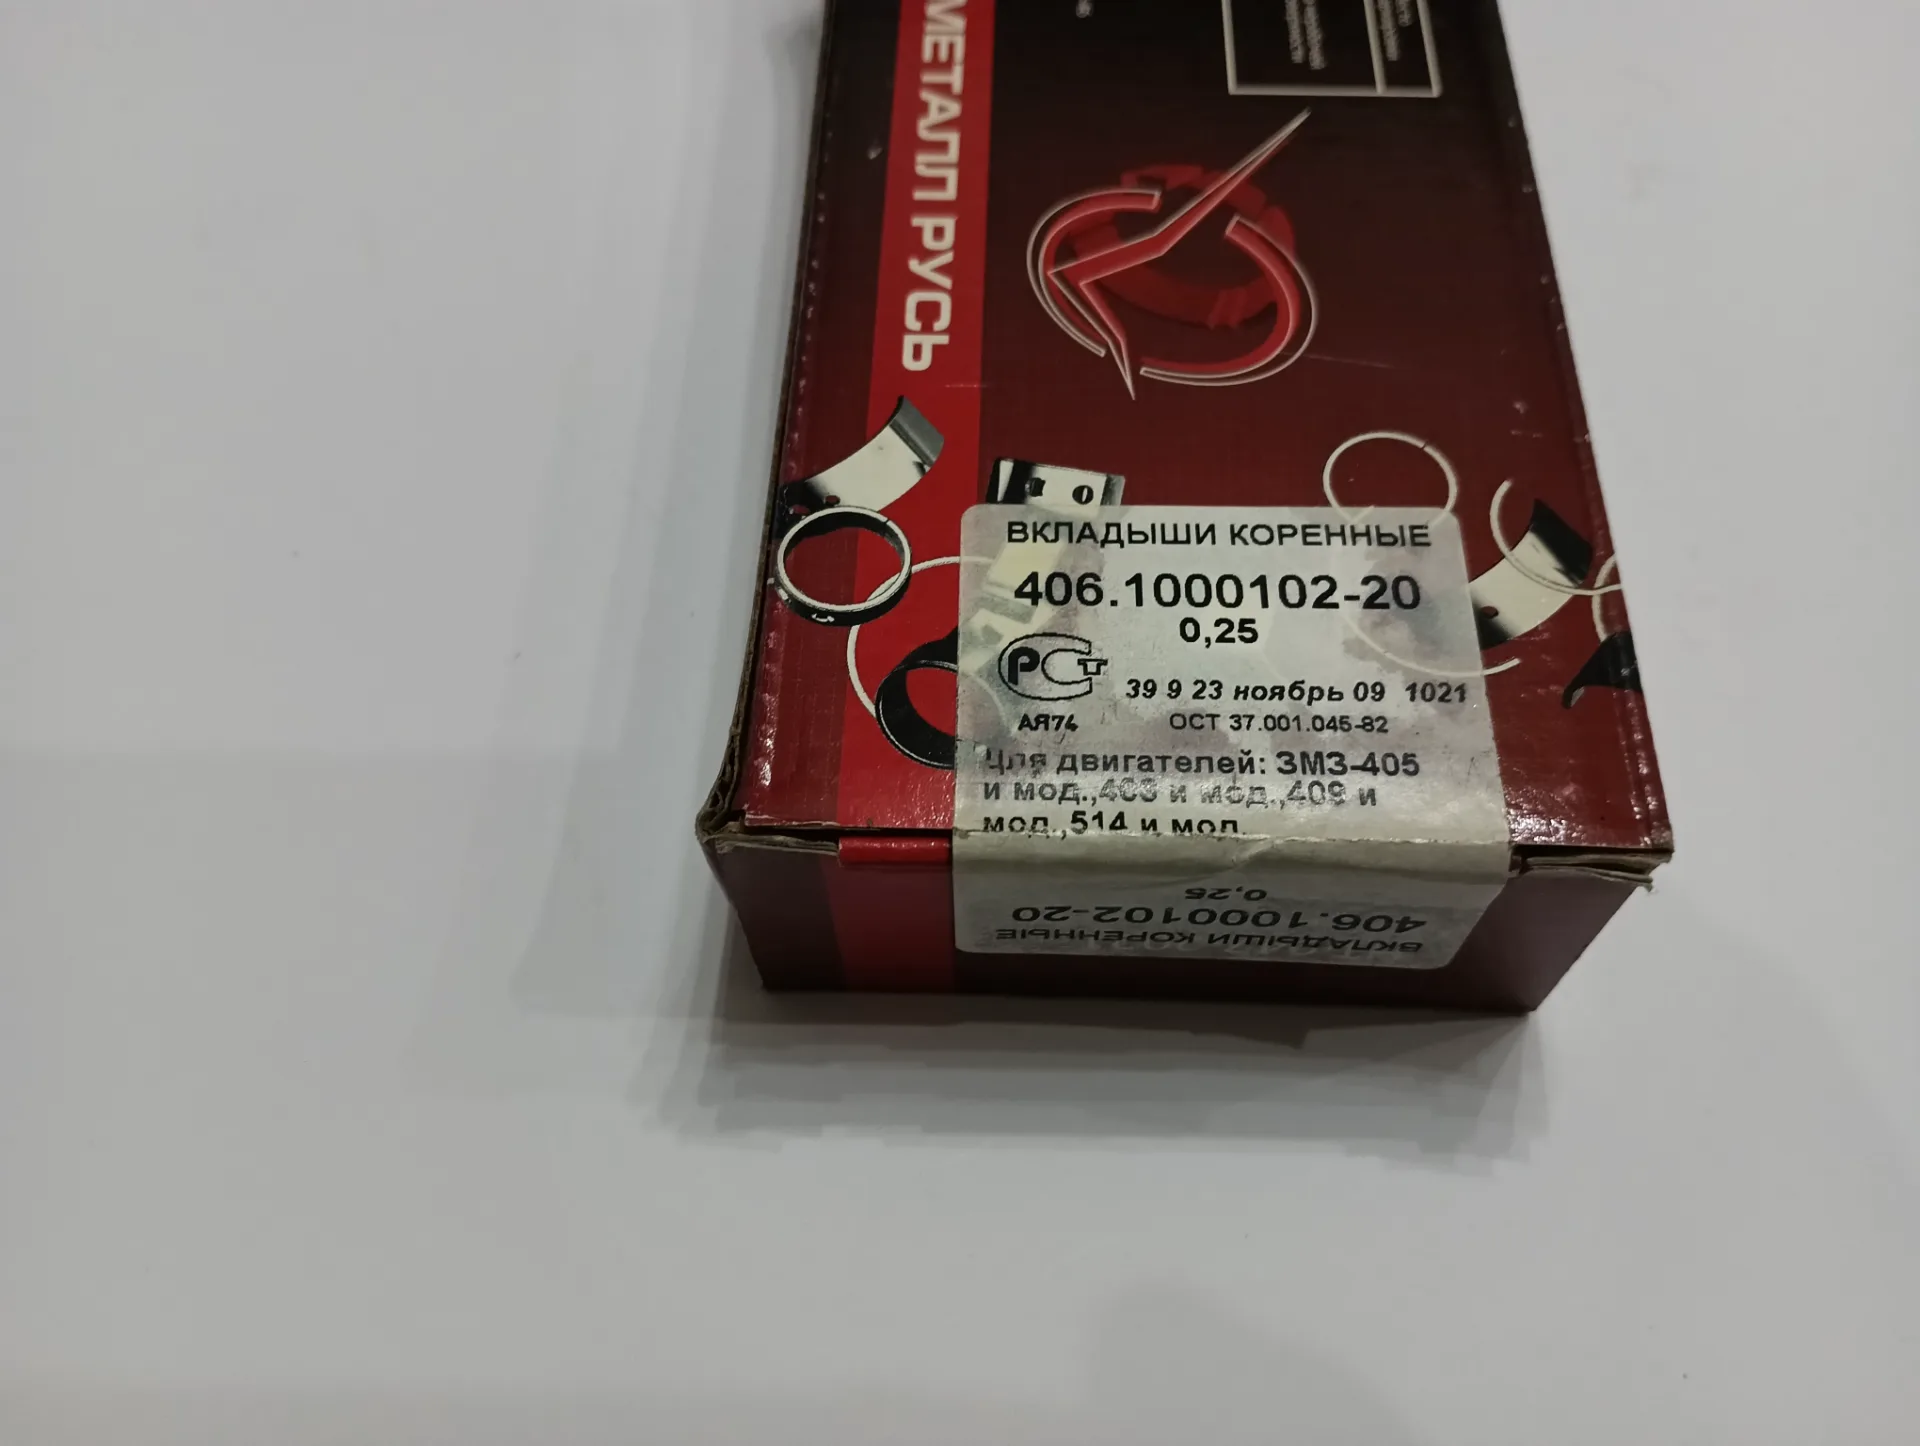 МЕТАЛЛ РУСЬ
ВКЛАДЫШИ КОРЕННЫЕ
406.1000102-20
0,25
РСТ
39 9 23 ноябрь 09 1021
АЯ74
ОСТ 37.001.045-82
Для двигателей: ЗМЗ-405
и мод., и мод.,409 и
мод.,514 и мод.
0,25
406.1000102-20
ВКЛАДЫШИ КОРЕННЫЕ